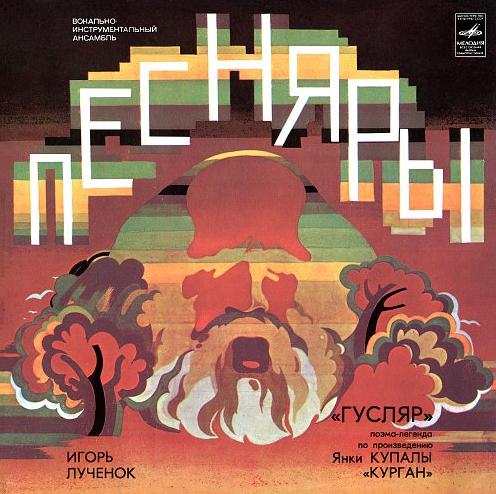 ВОКАЛЬНО-
ИНСТРУМЕНТАЛЬНЫЙ
АНСАМБЛЬ
МЕЛОДИЯ
ПЕСНЯРЫ
«ГУСЛЯР»
поэма-легенда
по произведению
Янки КУПАЛЫ
«КУРГАН»
ИГОРЬ
ЛУЧЕНОК